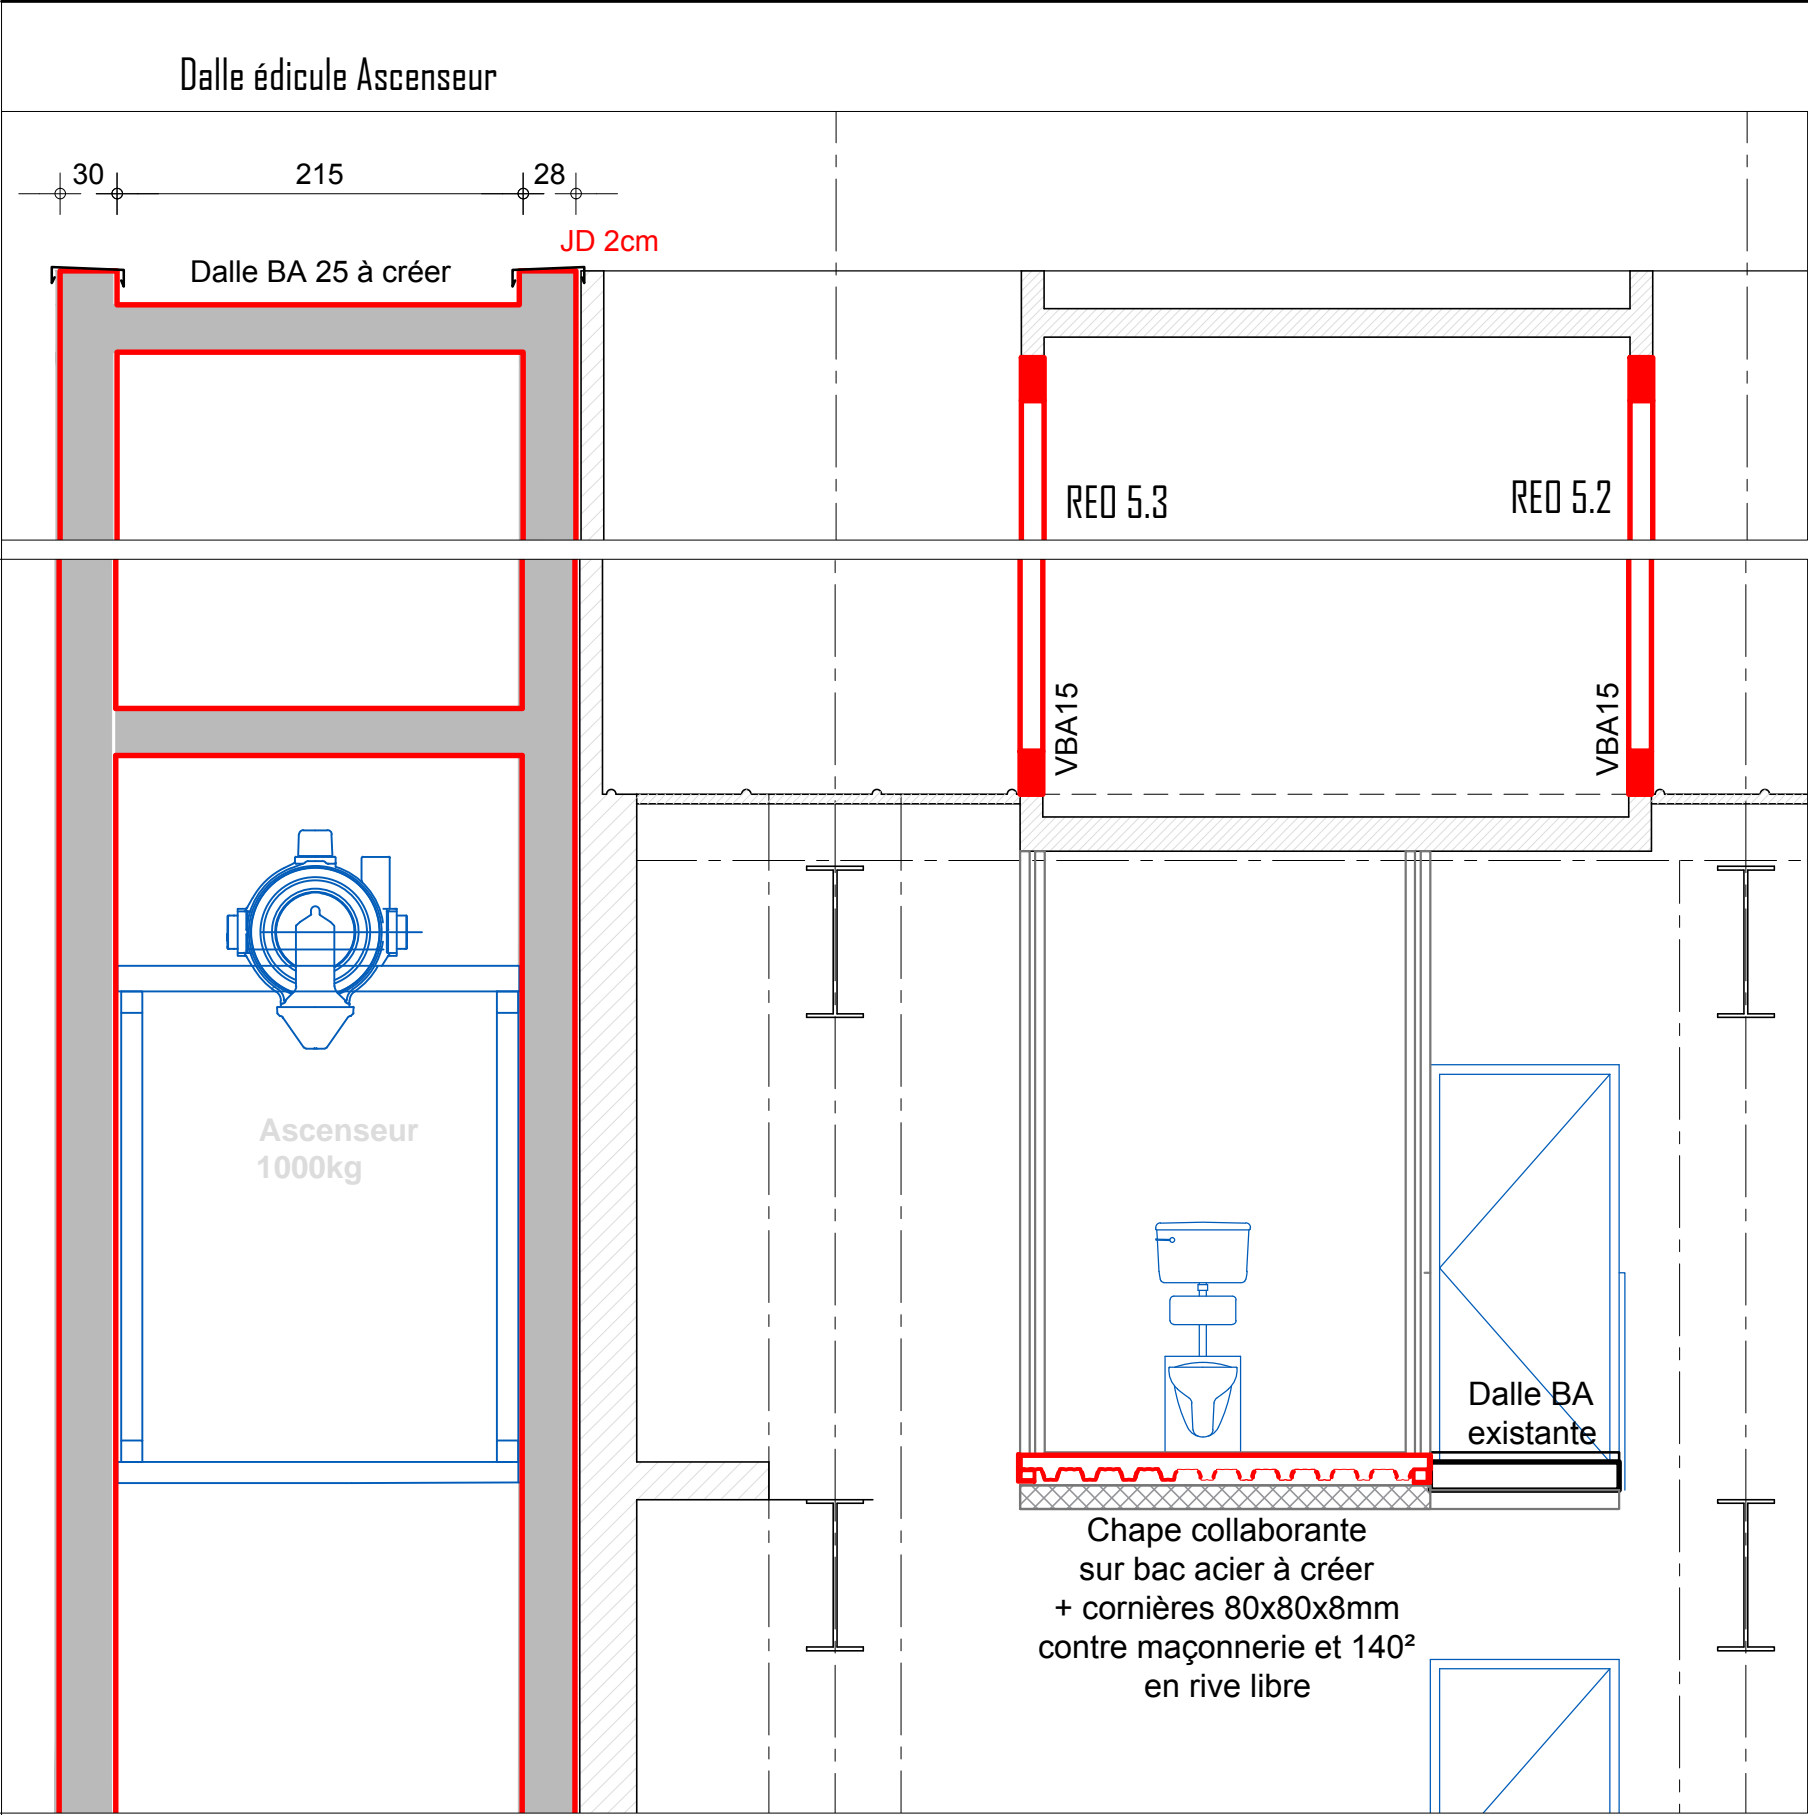 Dalle édicule Ascenseur
30
215
28
JD 2cm
Dalle BA 25 à créer
REO 5.3
REO 5.2
VBA15
VBA15
Ascenseur
1000kg
Dalle BA
existante
Chape collaborante
sur bac acier à créer
+ cornières 80x80x8mm
contre maçonnerie et 140²
en rive libre